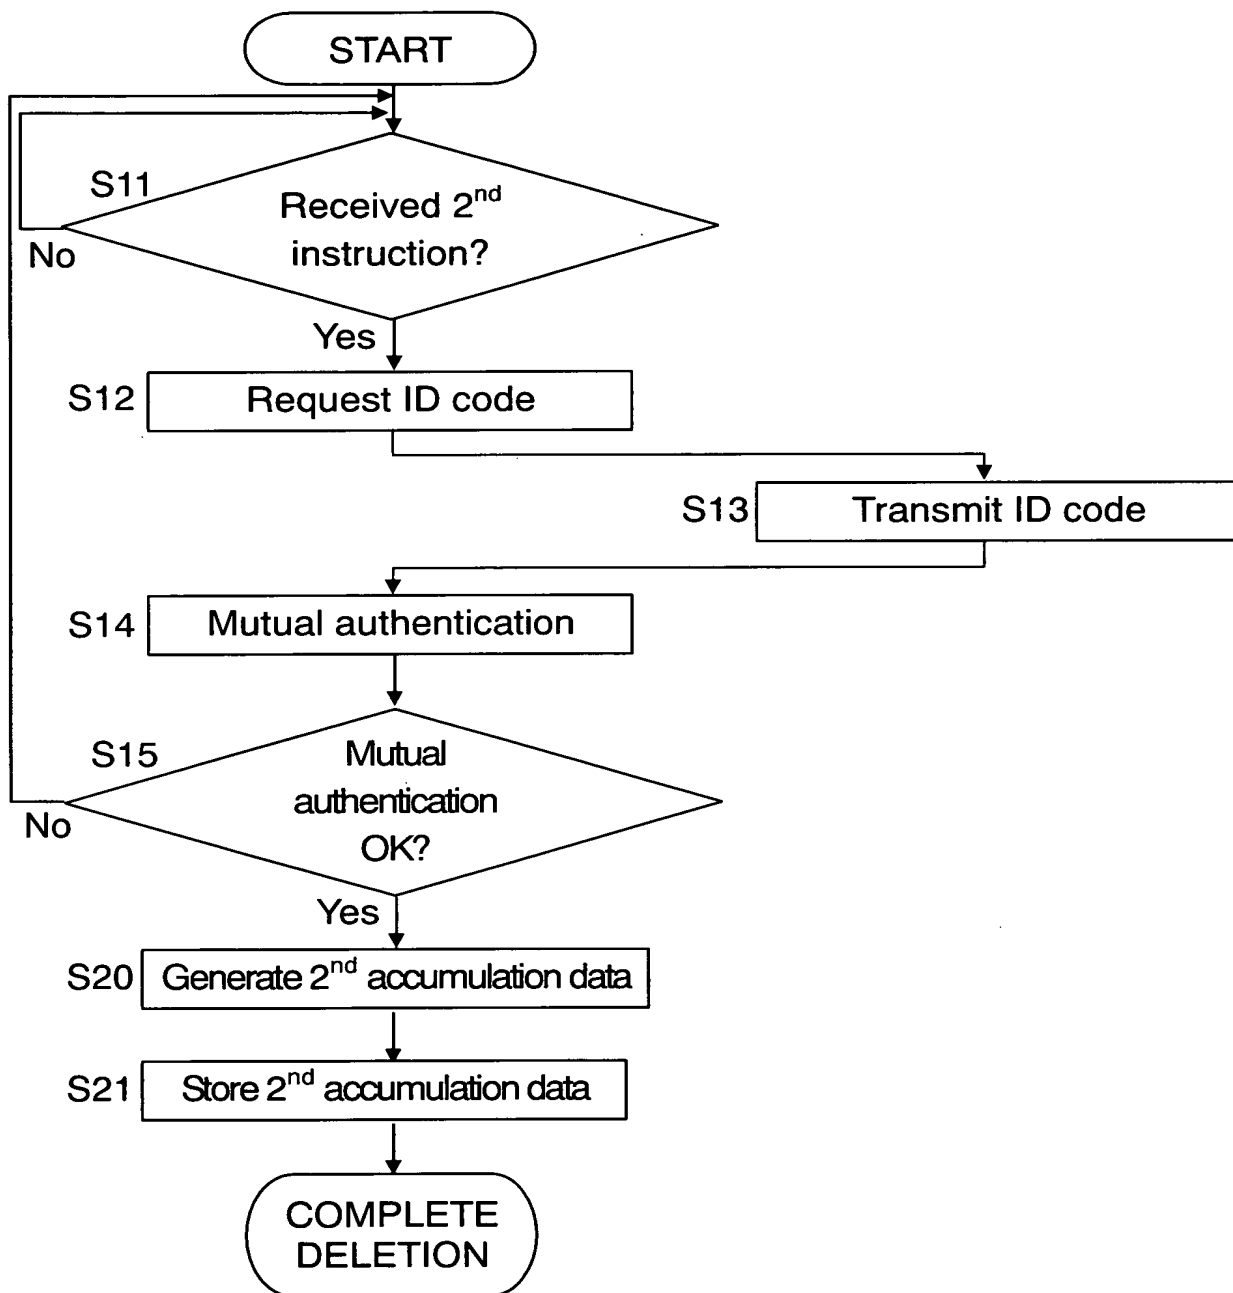 START
S11
Received 2nd
instruction?
No
Yes
S12
Request ID code
S13
Transmit ID code
S14
Mutual authentication
S15
Mutual
authentication
OK?
No
Yes
S20
Generate 2nd accumulation data
S21
Store 2nd accumulation data
COMPLETE
DELETION